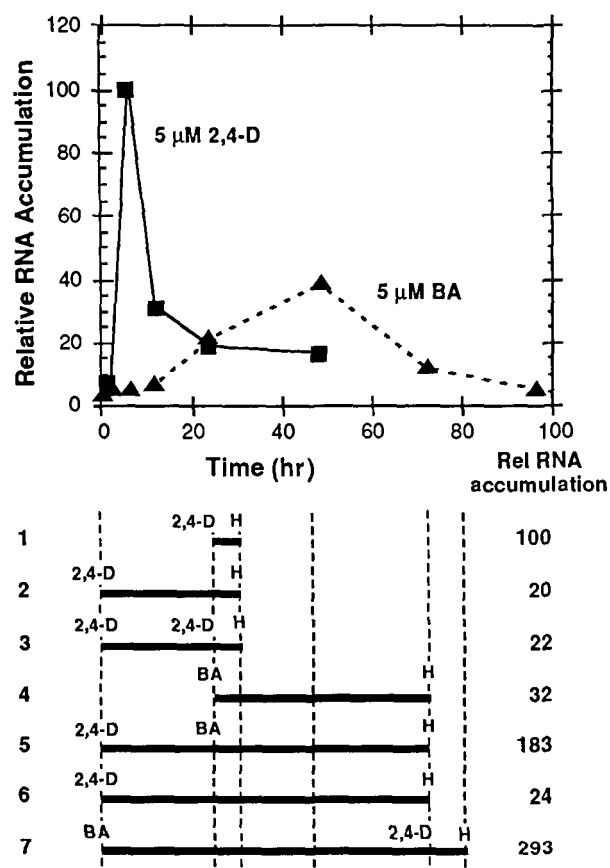 120
100
80
60
40
20
0
Relative RNA Accumulation
5 μM 2,4-D
5 μM BA
0 20 40 60 80 100
Time (hr)
Rel RNA
accumulation
1 2,4-D H 100
2 2,4-D H 20
3 2,4-D 2,4-D H 22
4 BA H 32
5 2,4-D BA H 183
6 2,4-D H 24
7 BA 2,4-D H 293